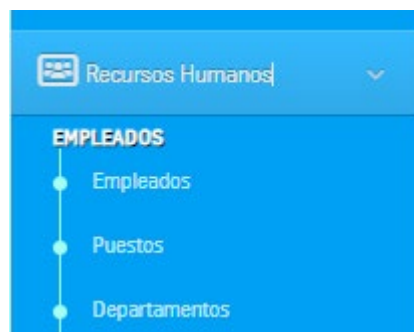 Recursos Humanos
EMPLEADOS
Empleados
Puestos
Departamentos